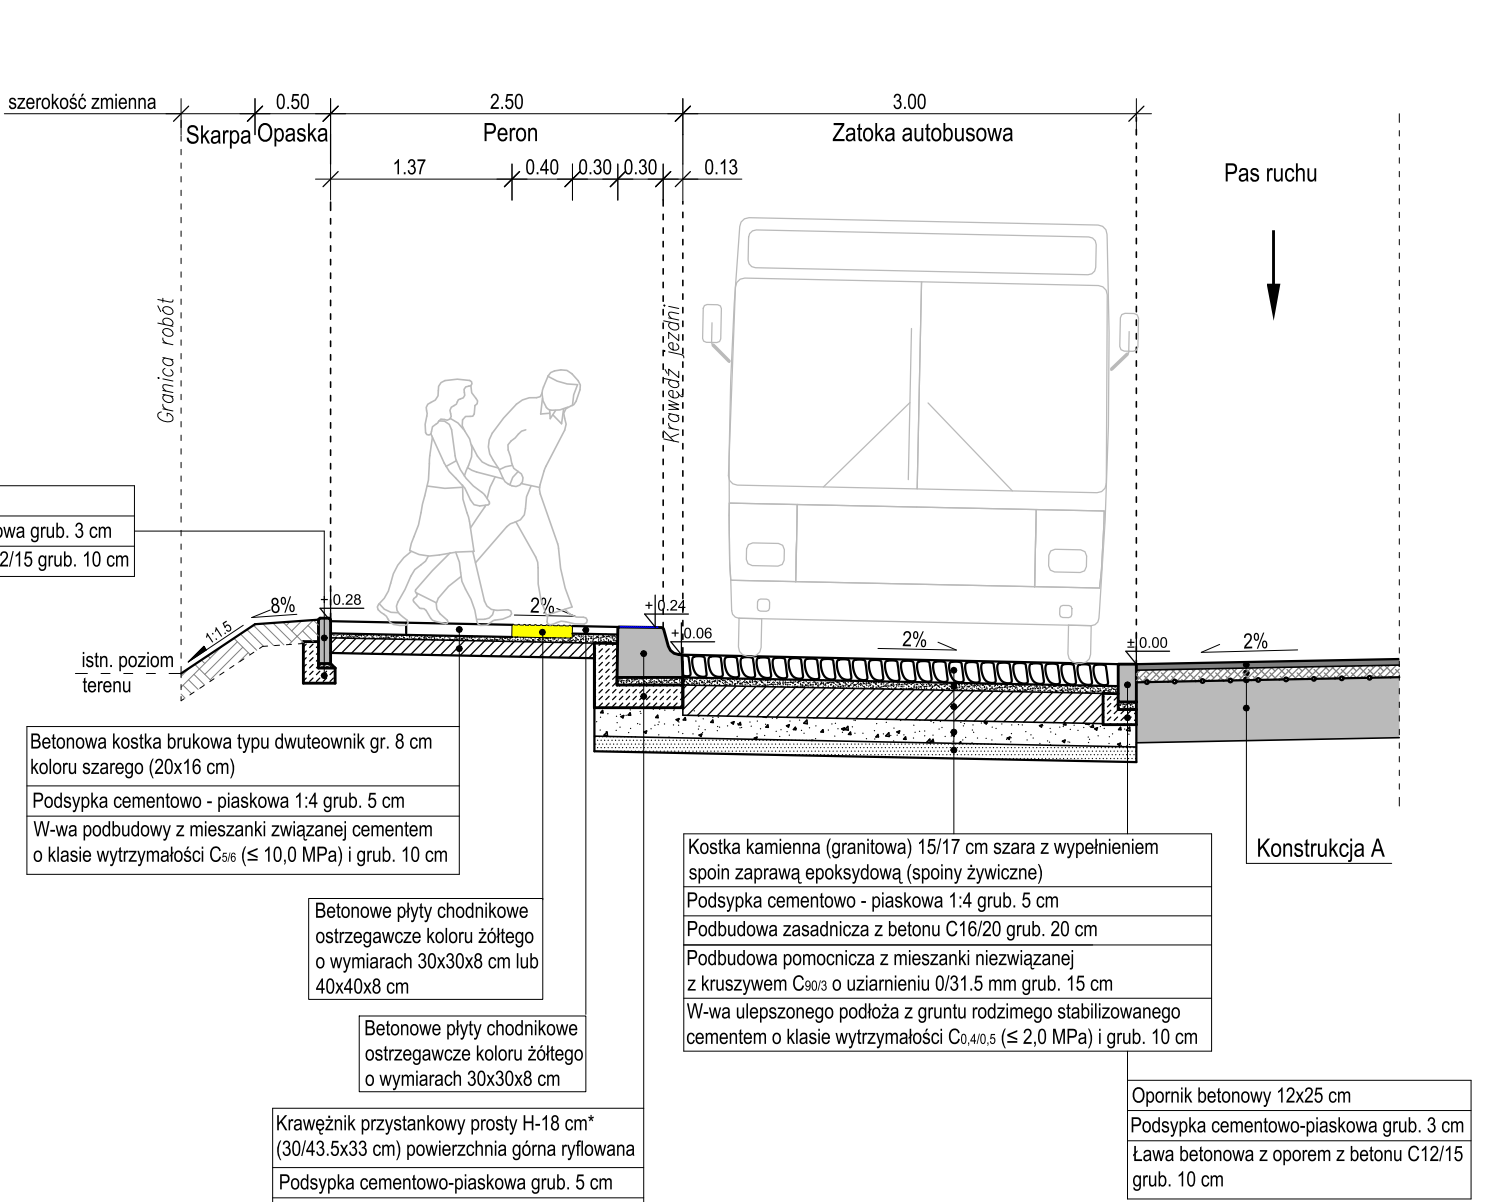 szerokość zmienna
0.50
2.50
3.00
Skarpa
Opaska
Peron
Zatoka autobusowa
1.37
0.40
0.30
0.30
0.13
Pas ruchu
Granica robót
Krawędź jezdni
owa grub. 3 cm
2/15 grub. 10 cm
8%
+0.28
2%
+0.24
+0.06
2%
±0.00
2%
1:1.5
istn. poziom
terenu
Betonowa kostka brukowa typu dwuteownik gr. 8 cm
koloru szarego (20x16 cm)
Podsypka cementowo - piaskowa 1:4 grub. 5 cm
W-wa podbudowy z mieszanki związanej cementem
o klasie wytrzymałości C5/6 (≤ 10,0 MPa) i grub. 10 cm
Betonowe płyty chodnikowe
ostrzegawcze koloru żółtego
o wymiarach 30x30x8 cm lub
40x40x8 cm
Betonowe płyty chodnikowe
ostrzegawcze koloru żółtego
o wymiarach 30x30x8 cm
Krawężnik przystankowy prosty H-18 cm*
(30/43.5x33 cm) powierzchnia górna ryflowana
Podsypka cementowo-piaskowa grub. 5 cm
Kostka kamienna (granitowa) 15/17 cm szara z wypełnieniem
spoin zaprawą epoksydową (spoiny żywiczne)
Podsypka cementowo - piaskowa 1:4 grub. 5 cm
Podbudowa zasadnicza z betonu C16/20 grub. 20 cm
Podbudowa pomocnicza z mieszanki niezwiązanej
z kruszywem C90/3 o uziarnieniu 0/31.5 mm grub. 15 cm
W-wa ulepszonego podłoża z gruntu rodzimego stabilizowanego
cementem o klasie wytrzymałości C0,4/0,5 (≤ 2,0 MPa) i grub. 10 cm
Konstrukcja A
Opornik betonowy 12x25 cm
Podsypka cementowo-piaskowa grub. 3 cm
Ława betonowa z oporem z betonu C12/15
grub. 10 cm